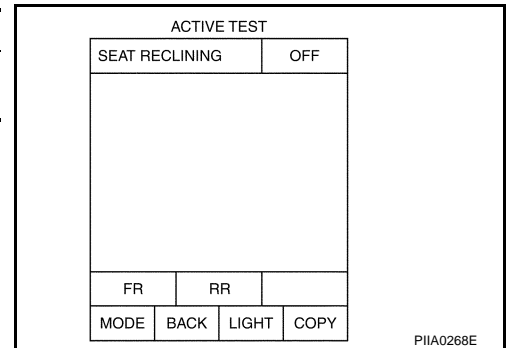 ACTIVE TEST
SEAT RECLINING OFF
FR RR
MODE BACK LIGHT COPY
PIIA0268E